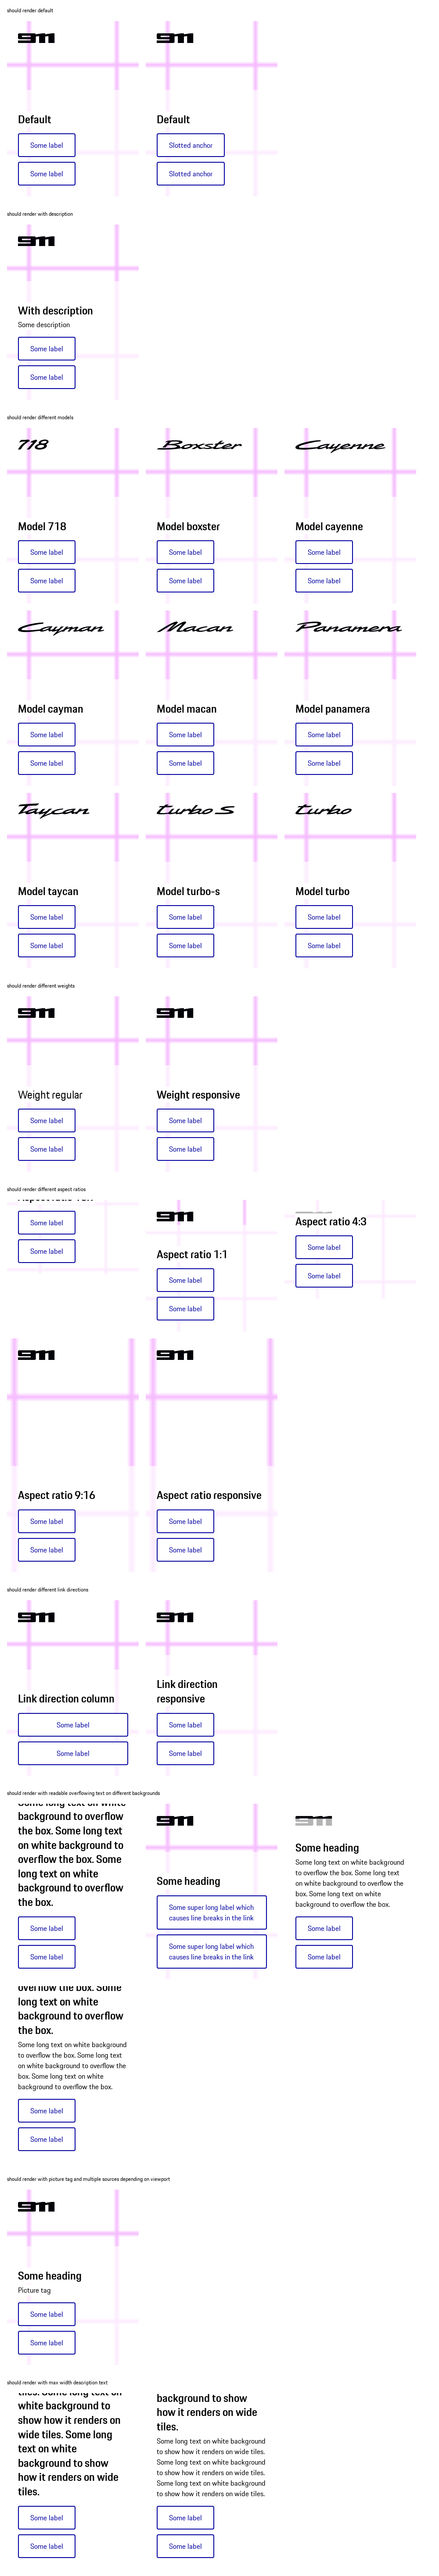 should render default
911
911
Default
Default
Some label
Slotted anchor
Some label
Slotted anchor
should render with description
911
With description
Some description
Some label
Some label
should render different models
718
Boxster
Cayenne
Model 718
Model boxster
Model cayenne
Some label
Some label
Some label
Some label
Some label
Some label
Cayman
Macan
Panamera
Model cayman
Model macan
Model panamera
Some label
Some label
Some label
Some label
Some label
Some label
Taycan
turbo S
turbo
Model taycan
Model turbo-s
Model turbo
Some label
Some label
Some label
Some label
Some label
Some label
should render different weights
911
911
Weight regular
Weight responsive
Some label
Some label
Some label
Some label
should render different aspect ratios
Some label
Some label
911
Aspect ratio 1:1
Some label
Some label
Aspect ratio 4:3
Some label
Some label
911
911
Aspect ratio 9:16
Aspect ratio responsive
Some label
Some label
Some label
Some label
should render different link directions
911
Link direction column
Some label
Some label
911
Link direction
responsive
Some label
Some label
should render with readable overflowing text on different backgrounds
Some long text on white
background to overflow
the box. Some long text
on white background to
overflow the box. Some
long text on white
background to overflow
the box.
Some label
Some label
911
Some heading
Some super long label which
causes line breaks in the link
Some super long label which
causes line breaks in the link
911
Some heading
Some long text on white background
to overflow the box. Some long text
on white background to overflow the
box. Some long text on white
background to overflow the box.
Some label
Some label
overflow the box. Some
long text on white
background to overflow
the box.
Some long text on white background
to overflow the box. Some long text
on white background to overflow the
box. Some long text on white
background to overflow the box.
Some label
Some label
should render with picture tag and multiple sources depending on viewport
911
Some heading
Picture tag
Some label
Some label
should render with max width description text
tiles. Some long text on
white background to
show how it renders on
wide tiles. Some long
text on white
background to show
how it renders on wide
tiles.
Some label
Some label
background to show
how it renders on wide
tiles.
Some long text on white background
to show how it renders on wide tiles.
Some long text on white background
to show how it renders on wide tiles.
Some long text on white background
to show how it renders on wide tiles.
Some label
Some label